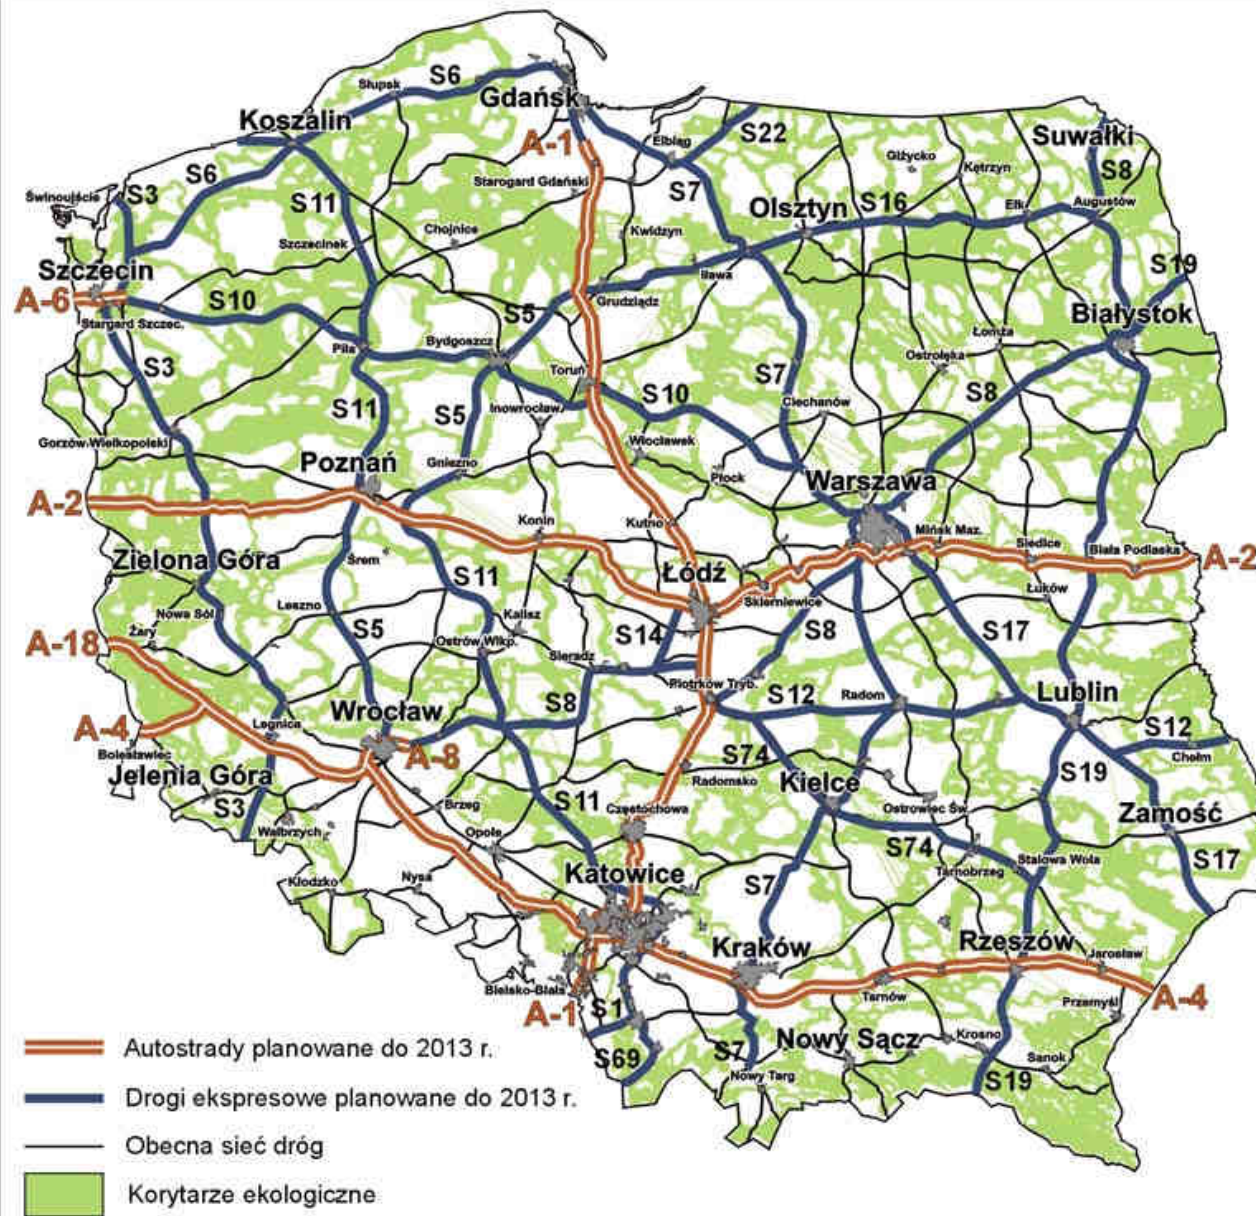 S6
Słupsk
Gdańsk
Koszalin
S22
A-1
Elbląg
Suwałki
Giżycko
Kętrzyn
S8
S6
S3
Świnoujście
Starogard Gdański
S7
S11
Olsztyn
S16
Ełk
Augustów
Chojnice
Kwidzyn
Szczecinek
Szczecin
Iława
S19
A-6
S10
Grudziądz
Białystok
Stargard Szczec.
S5
Łomża
Piła
Bydgoszcz
Ostrołęka
S3
Toruń
S7
S8
S11
S5
Inowrocław
S10
Ciechanów
Gorzów Wielkopolski
Włocławek
Poznań
Gniezno
Płock
Warszawa
A-2
Konin
Kutno
Mińsk Maz.
Siedlce
Biała Podlaska
A-2
Zielona Góra
Śrem
S11
Łódź
Skierniewice
Łuków
Leszno
Nowa Sól
Kalisz
S5
S14
S8
S17
Żary
A-18
Ostrów Wlkp.
Sieradz
Piotrków Tryb.
S12
Radom
Lublin
S8
Wrocław
Legnica
S12
A-4
A-8
Chełm
Bolesławiec
S74
Jelenia Góra
Radomsko
Kielce
S19
S3
Brzeg
S11
Częstochowa
Ostrowiec Św.
Zamość
Wałbrzych
Opole
S74
Stalowa Wola
Tarnobrzeg
Katowice
S7
S17
Kłodzko
Nysa
Kraków
Rzeszów
Jarosław
Bielsko-Biała
Tarnów
Przemyśl
A-4
A-1
S1
Nowy Sącz
Krosno
Sanok
S69
S7
Nowy Targ
S19
Autostrady planowane do 2013 r.
Drogi ekspresowe planowane do 2013 r.
Obecna sieć dróg
Korytarze ekologiczne